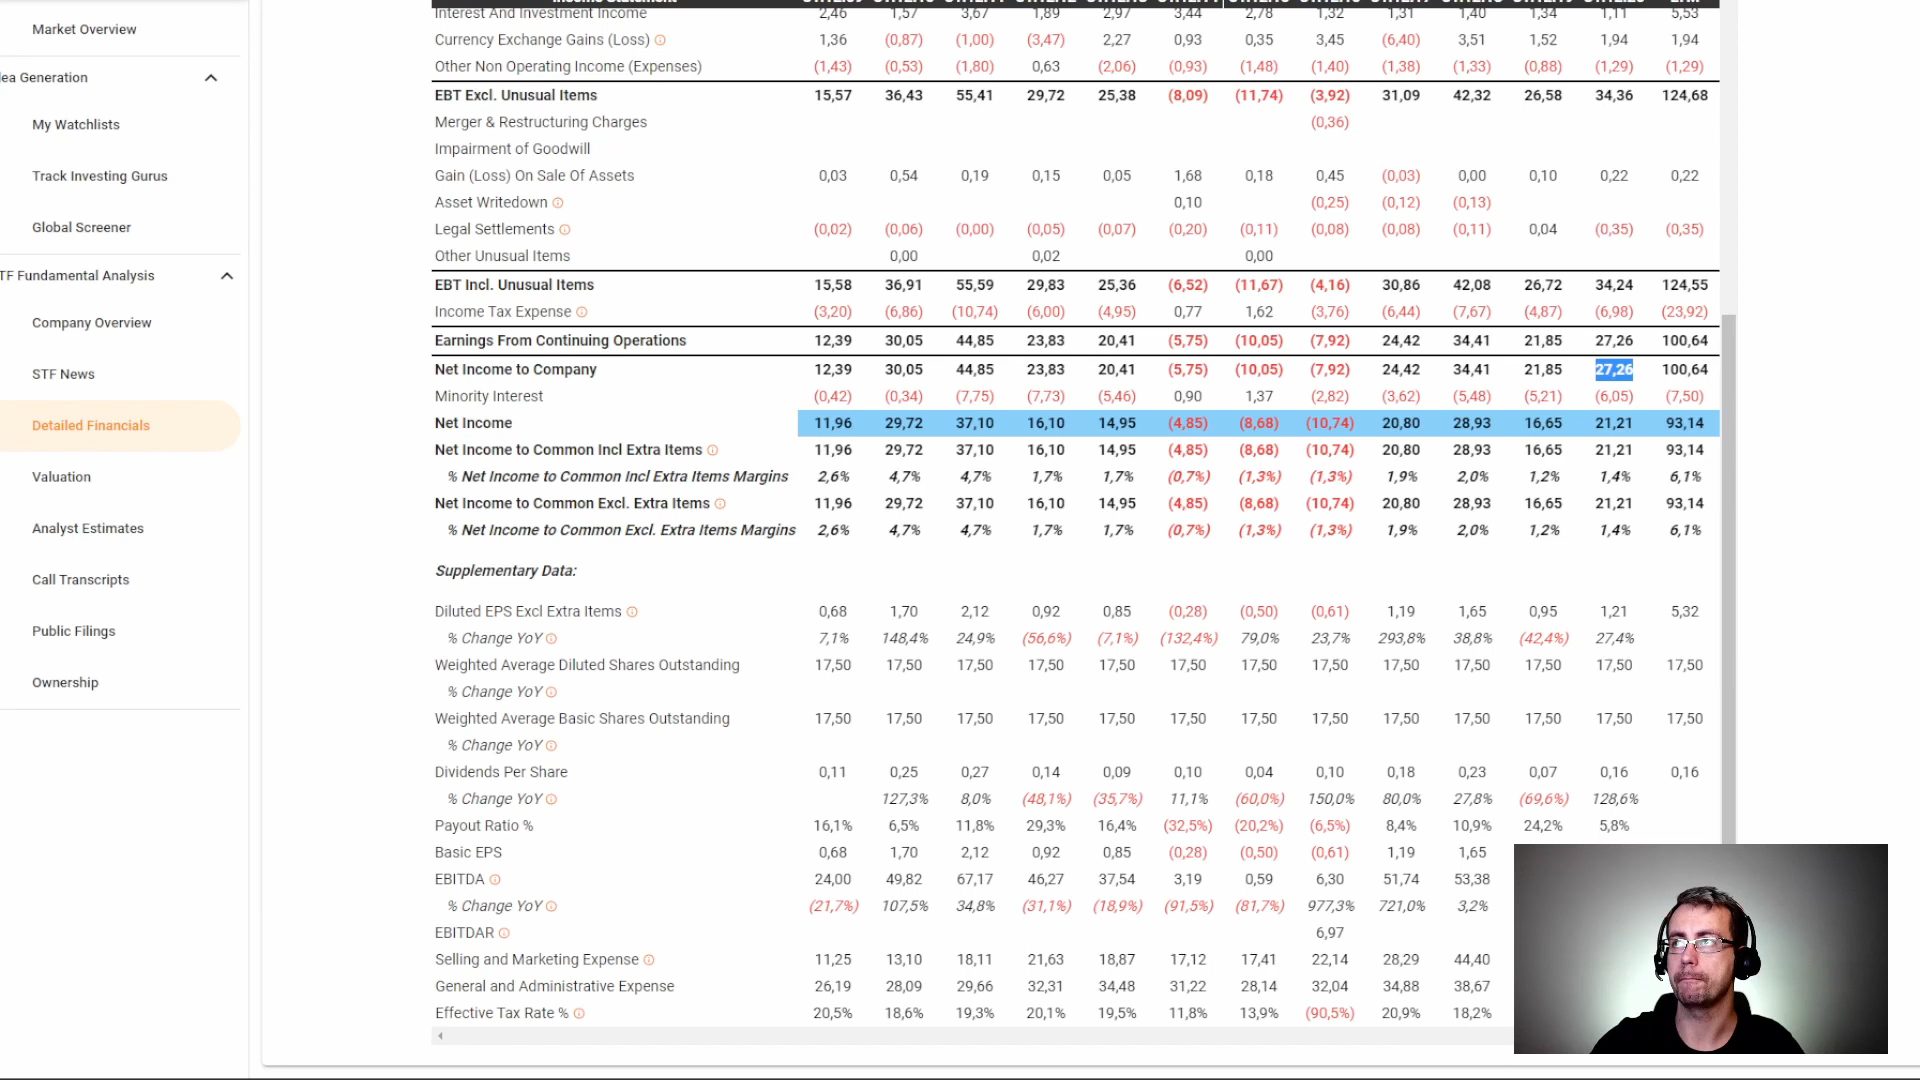 Market Overview
ea Generation
My Watchlists
Track Investing Gurus
Global Screener
TF Fundamental Analysis
Company Overview
STF News
Detailed Financials
Valuation
Analyst Estimates
Call Transcripts
Public Filings
Ownership
Interest And Investment Income 2,46 1,57 3,67 1,89 2,97 3,44 2,78 1,32 1,31 1,40 1,34 1,11 5,53
Currency Exchange Gains (Loss) 1,36 (0,87) (1,00) (3,47) 2,27 0,93 0,35 3,45 (6,40) 3,51 1,52 1,94 1,94
Other Non Operating Income (Expenses) (1,43) (0,53) (1,80) 0,63 (2,06) (0,93) (1,48) (1,40) (1,38) (1,33) (0,88) (1,29) (1,29)
EBT Excl. Unusual Items 15,57 36,43 55,41 29,72 25,38 (8,09) (11,74) (3,92) 31,09 42,32 26,58 34,36 124,68
Merger & Restructuring Charges (0,36)
Impairment of Goodwill
Gain (Loss) On Sale Of Assets 0,03 0,54 0,19 0,15 0,05 1,68 0,18 0,45 (0,03) 0,00 0,10 0,22 0,22
Asset Writedown 0,10 (0,25) (0,12) (0,13)
Legal Settlements (0,02) (0,06) (0,00) (0,05) (0,07) (0,20) (0,11) (0,08) (0,08) (0,11) 0,04 (0,35) (0,35)
Other Unusual Items 0,00 0,02 0,00
EBT Incl. Unusual Items 15,58 36,91 55,59 29,83 25,36 (6,52) (11,67) (4,16) 30,86 42,08 26,72 34,24 124,55
Income Tax Expense (3,20) (6,86) (10,74) (6,00) (4,95) 0,77 1,62 (3,76) (6,44) (7,67) (4,87) (6,98) (23,92)
Earnings From Continuing Operations 12,39 30,05 44,85 23,83 20,41 (5,75) (10,05) (7,92) 24,42 34,41 21,85 27,26 100,64
Net Income to Company 12,39 30,05 44,85 23,83 20,41 (5,75) (10,05) (7,92) 24,42 34,41 21,85 27,26 100,64
Minority Interest (0,42) (0,34) (7,75) (7,73) (5,46) 0,90 1,37 (2,82) (3,62) (5,48) (5,21) (6,05) (7,50)
Net Income 11,96 29,72 37,10 16,10 14,95 (4,85) (8,68) (10,74) 20,80 28,93 16,65 21,21 93,14
Net Income to Common Incl Extra Items 11,96 29,72 37,10 16,10 14,95 (4,85) (8,68) (10,74) 20,80 28,93 16,65 21,21 93,14
% Net Income to Common Incl Extra Items Margins 2,6% 4,7% 4,7% 1,7% 1,7% (0,7%) (1,3%) (1,3%) 1,9% 2,0% 1,2% 1,4% 6,1%
Net Income to Common Excl. Extra Items 11,96 29,72 37,10 16,10 14,95 (4,85) (8,68) (10,74) 20,80 28,93 16,65 21,21 93,14
% Net Income to Common Excl. Extra Items Margins 2,6% 4,7% 4,7% 1,7% 1,7% (0,7%) (1,3%) (1,3%) 1,9% 2,0% 1,2% 1,4% 6,1%
Supplementary Data:
Diluted EPS Excl Extra Items 0,68 1,70 2,12 0,92 0,85 (0,28) (0,50) (0,61) 1,19 1,65 0,95 1,21 5,32
% Change YoY 7,1% 148,4% 24,9% (56,6%) (7,1%) (132,4%) 79,0% 23,7% 293,8% 38,8% (42,4%) 27,4%
Weighted Average Diluted Shares Outstanding 17,50 17,50 17,50 17,50 17,50 17,50 17,50 17,50 17,50 17,50 17,50 17,50 17,50
% Change YoY
Weighted Average Basic Shares Outstanding 17,50 17,50 17,50 17,50 17,50 17,50 17,50 17,50 17,50 17,50 17,50 17,50 17,50
% Change YoY
Dividends Per Share 0,11 0,25 0,27 0,14 0,09 0,10 0,04 0,10 0,18 0,23 0,07 0,16 0,16
% Change YoY 127,3% 8,0% (48,1%) (35,7%) 11,1% (60,0%) 150,0% 80,0% 27,8% (69,6%) 128,6%
Payout Ratio % 16,1% 6,5% 11,8% 29,3% 16,4% (32,5%) (20,2%) (6,5%) 8,4% 10,9% 24,2% 5,8%
Basic EPS 0,68 1,70 2,12 0,92 0,85 (0,28) (0,50) (0,61) 1,19 1,65
EBITDA 24,00 49,82 67,17 46,27 37,54 3,19 0,59 6,30 51,74 53,38
% Change YoY (21,7%) 107,5% 34,8% (31,1%) (18,9%) (91,5%) (81,7%) 977,3% 721,0% 3,2%
EBITDAR 6,97
Selling and Marketing Expense 11,25 13,10 18,11 21,63 18,87 17,12 17,41 22,14 28,29 44,40
General and Administrative Expense 26,19 28,09 29,66 32,31 34,48 31,22 28,14 32,04 34,88 38,67
Effective Tax Rate % 20,5% 18,6% 19,3% 20,1% 19,5% 11,8% 13,9% (90,5%) 20,9% 18,2%